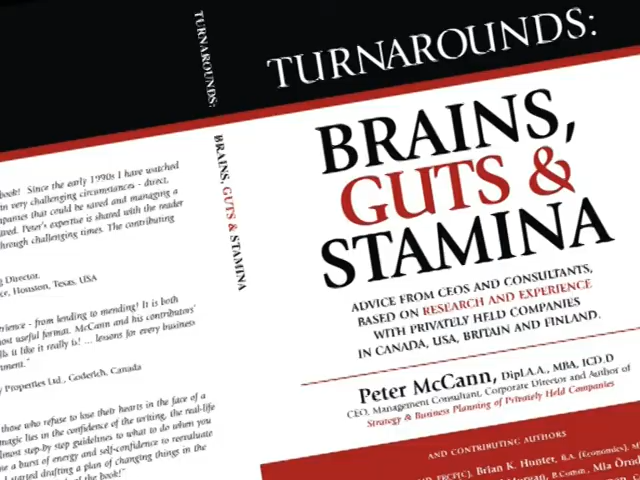 book! Since the early 1990s I have watched
in very challenging circumstances - direct,
that could be saved and managing a
Peter's expertise is shared with the reader
through challenging times. The contributing
Director,
Houston, Texas, USA
- from lending to mending! It is both
most useful format. McCann and his contributors'
it like it really is! ... lessons for every business
Properties Ltd., Goderich, Canada
those who refuse to lose their hearts in the face of a
magic lies in the confidence of the writing, the real-life
step-by-step guidelines to what to do when you
a burst of energy and self-confidence to reevaluate
started drafting a plan of changing things in the
of the book!"
TURNAROUNDS:
BRAINS, GUTS & STAMINA
TURNAROUNDS:
BRAINS,
GUTS &
STAMINA
ADVICE FROM CEOS AND CONSULTANTS,
BASED ON RESEARCH AND EXPERIENCE
WITH PRIVATELY HELD COMPANIES
IN CANADA, USA, BRITAIN AND FINLAND.
Peter McCann, Dipl.A.A., MBA, ICD.D
CEO, Management Consultant, Corporate Director and Author of
Strategy & Business Planning of Privately Held Companies
AND CONTRIBUTING AUTHORS
FRCP[C], Brian K. Hunter, B.A. (Economics),
B.Comm., Mla